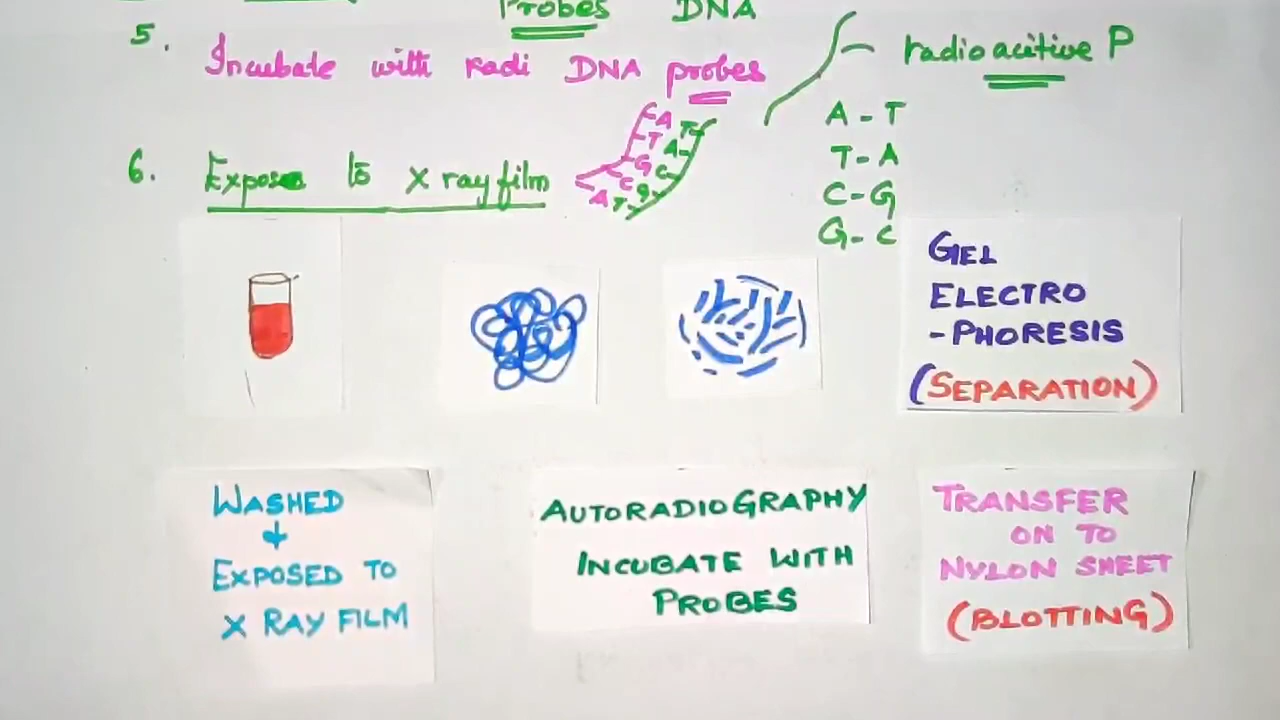 Probes DNA
5. Incubate with radi DNA probes
radioacitive P
A - T
T - A
C - G
G - C
6. Expose to X ray film
A T
T A
G C
C G
A T
GEL
ELECTRO
-PHORESIS
(SEPARATION)
WASHED
↓
EXPOSED TO
X RAY FILM
AUTORADIOGRAPHY
INCUBATE WITH
PROBES
TRANSFER
ON TO
NYLON SHEET
(BLOTTING)